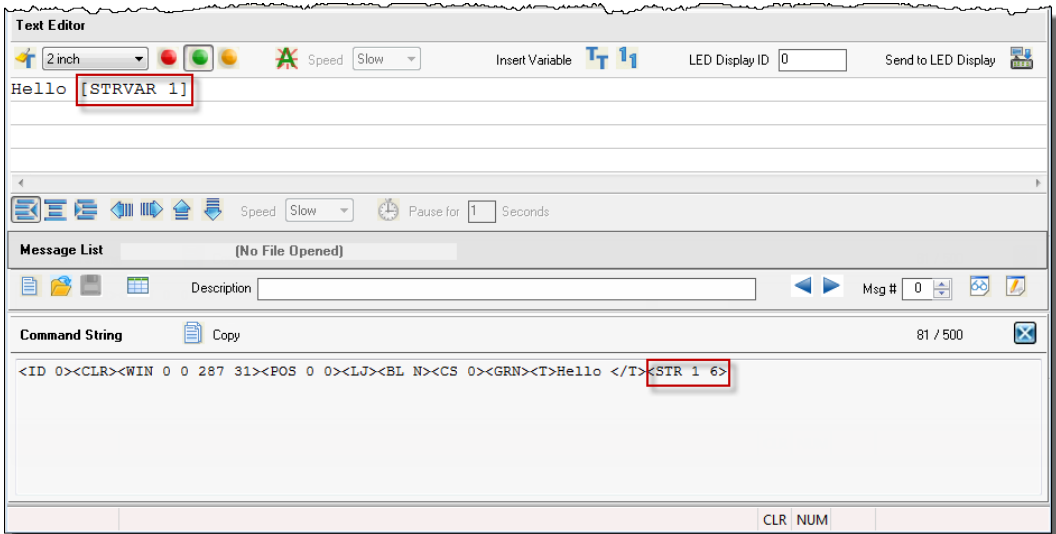 Text Editor
2 inch Speed Slow Insert Variable TT 11 LED Display ID 0 Send to LED Display
Hello [STRVAR 1]
Speed Slow Pause for 1 Seconds
Message List (No File Opened)
Description Msg # 0
Command String Copy 81 / 500
<ID 0><CLR><WIN 0 0 287 31><POS 0 0><LJ><BL N><CS 0><GRN><T>Hello </T><STR 1 6>
CLR NUM